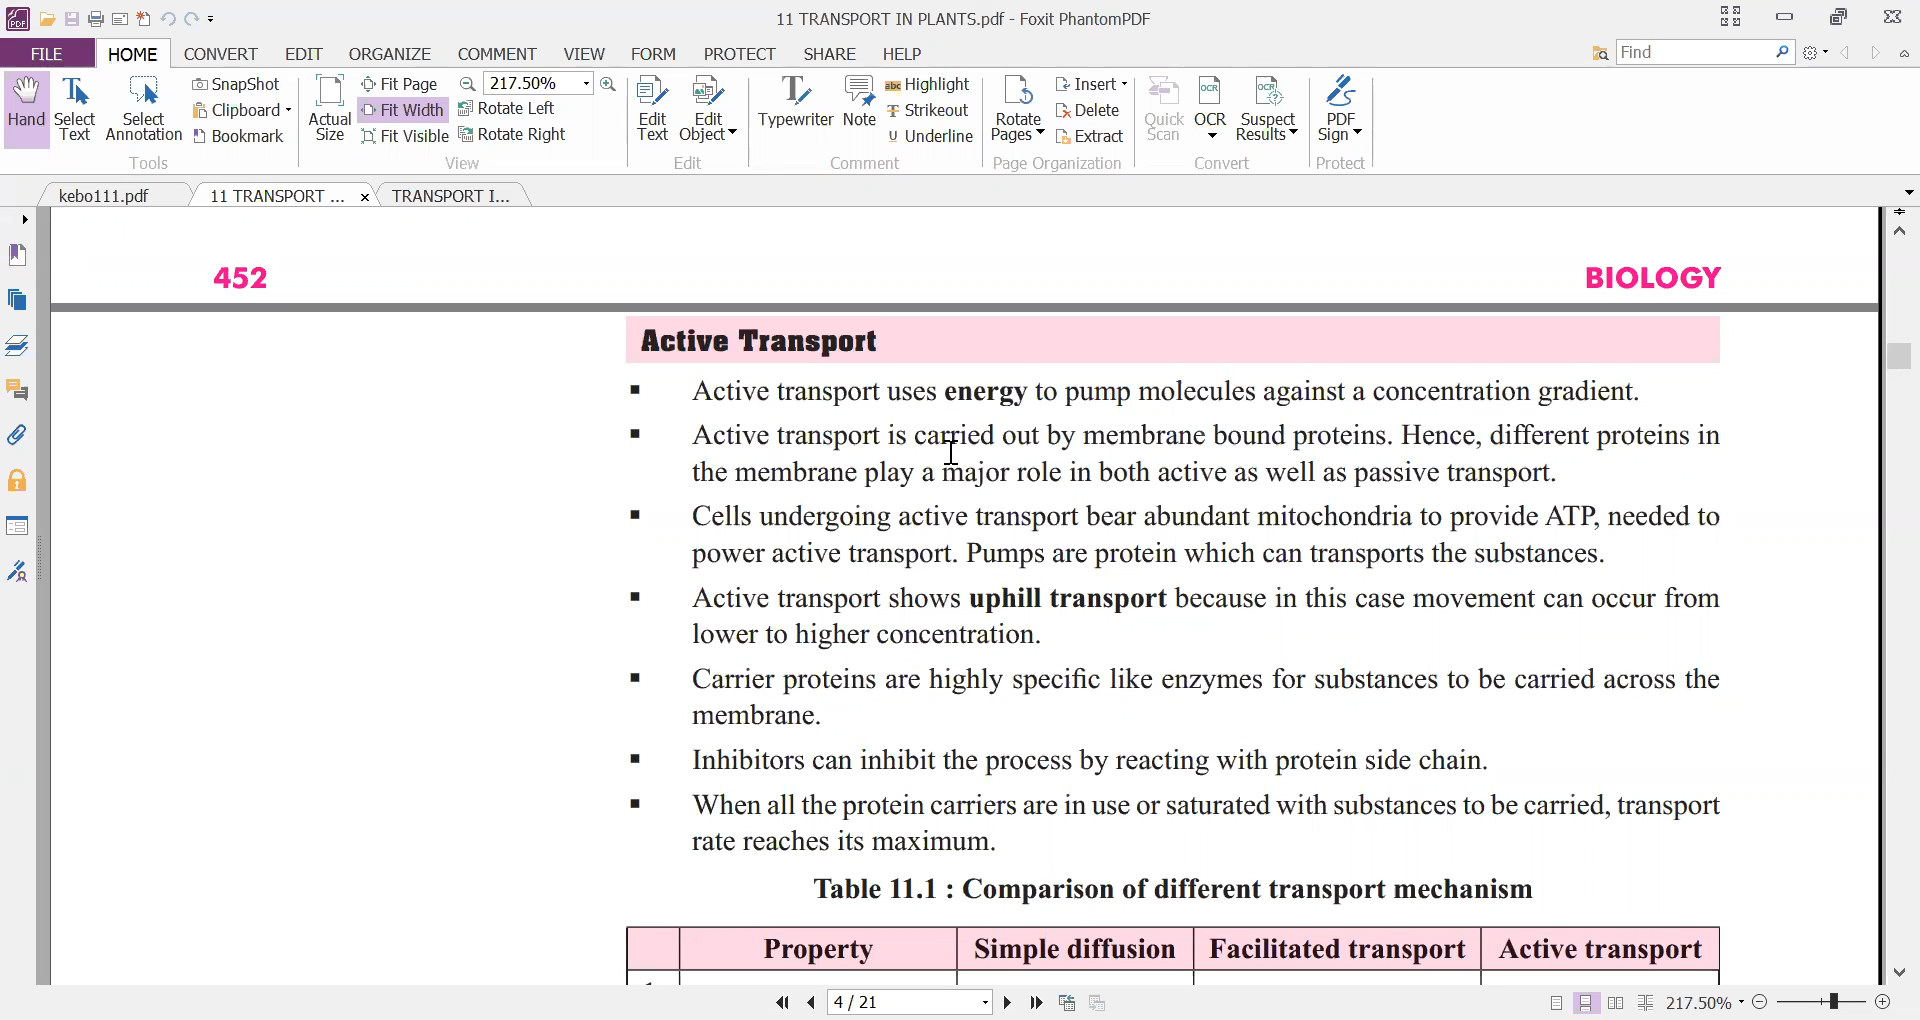 11 TRANSPORT IN PLANTS.pdf - Foxit PhantomPDF
FILE HOME CONVERT EDIT ORGANIZE COMMENT VIEW FORM PROTECT SHARE HELP Find
Hand Select Text Select Annotation SnapShot Clipboard Bookmark Tools
Actual Size Fit Page Fit Width Fit Visible 217.50% Rotate Left Rotate Right View
Edit Text Edit Object Edit
Typewriter Note Highlight Strikeout Underline Comment
Rotate Pages Insert Delete Extract Page Organization
Quick Scan OCR Suspect Results Convert
PDF Sign Protect
kebo111.pdf 11 TRANSPORT ... x TRANSPORT I...
452 BIOLOGY
Active Transport
▪ Active transport uses energy to pump molecules against a concentration gradient.
▪ Active transport is carried out by membrane bound proteins. Hence, different proteins in
the membrane play a major role in both active as well as passive transport.
▪ Cells undergoing active transport bear abundant mitochondria to provide ATP, needed to
power active transport. Pumps are protein which can transports the substances.
▪ Active transport shows uphill transport because in this case movement can occur from
lower to higher concentration.
▪ Carrier proteins are highly specific like enzymes for substances to be carried across the
membrane.
▪ Inhibitors can inhibit the process by reacting with protein side chain.
▪ When all the protein carriers are in use or saturated with substances to be carried, transport
rate reaches its maximum.
Table 11.1 : Comparison of different transport mechanism
Property Simple diffusion Facilitated transport Active transport
4 / 21 217.50%